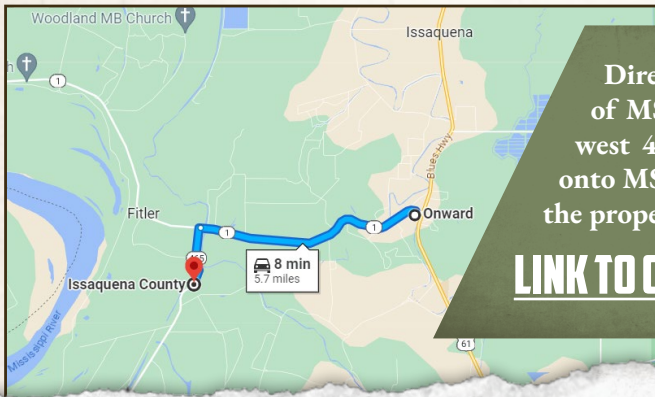 Woodland MB Church
Issaquena
1
Blues Hwy
Fitler
1
1
Onward
8 min
5.7 miles
Issaquena County
Mississippi River
61
Dire
of MS
west 4
onto MS
the prope
LINK TO